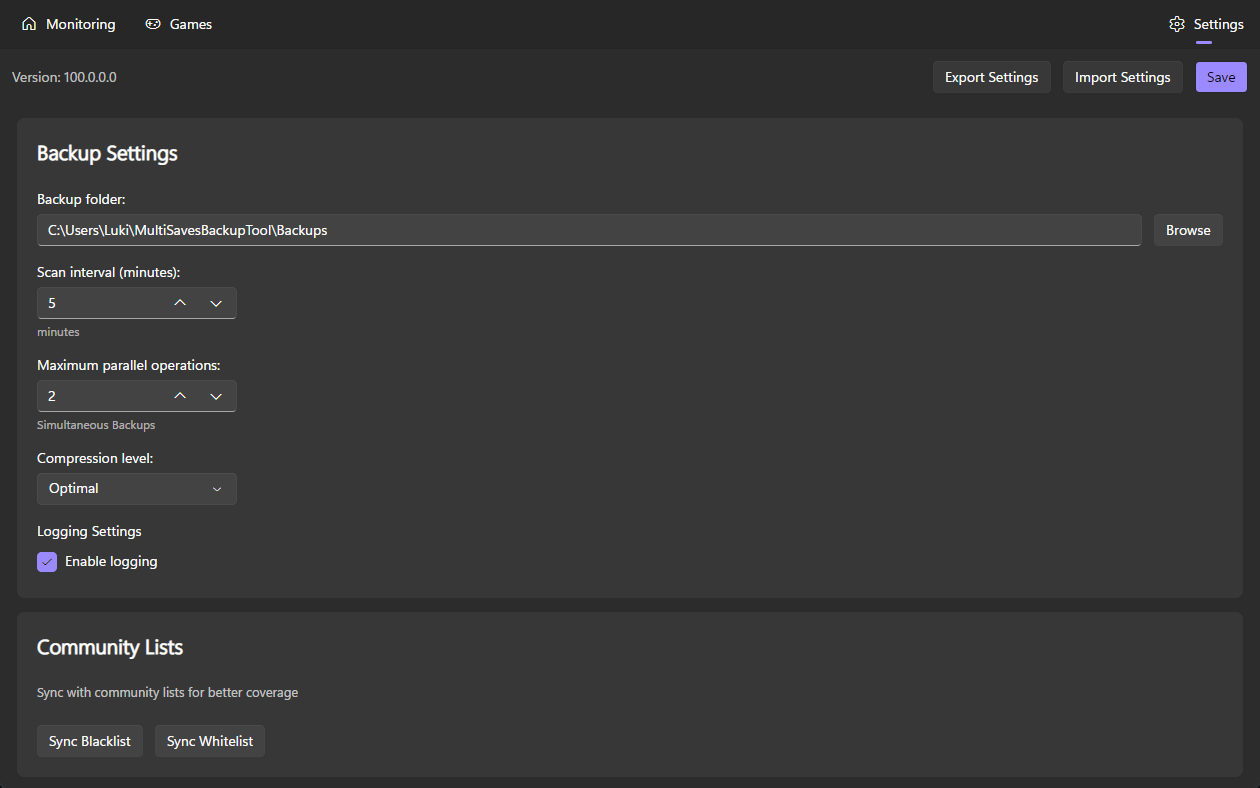 Monitoring Games Settings
Version: 100.0.0.0 Export Settings Import Settings Save
Backup Settings
Backup folder:
C:\Users\Luki\MultiSavesBackupTool\Backups Browse
Scan interval (minutes):
5
minutes
Maximum parallel operations:
2
Simultaneous Backups
Compression level:
Optimal
Logging Settings
Enable logging
Community Lists
Sync with community lists for better coverage
Sync Blacklist Sync Whitelist